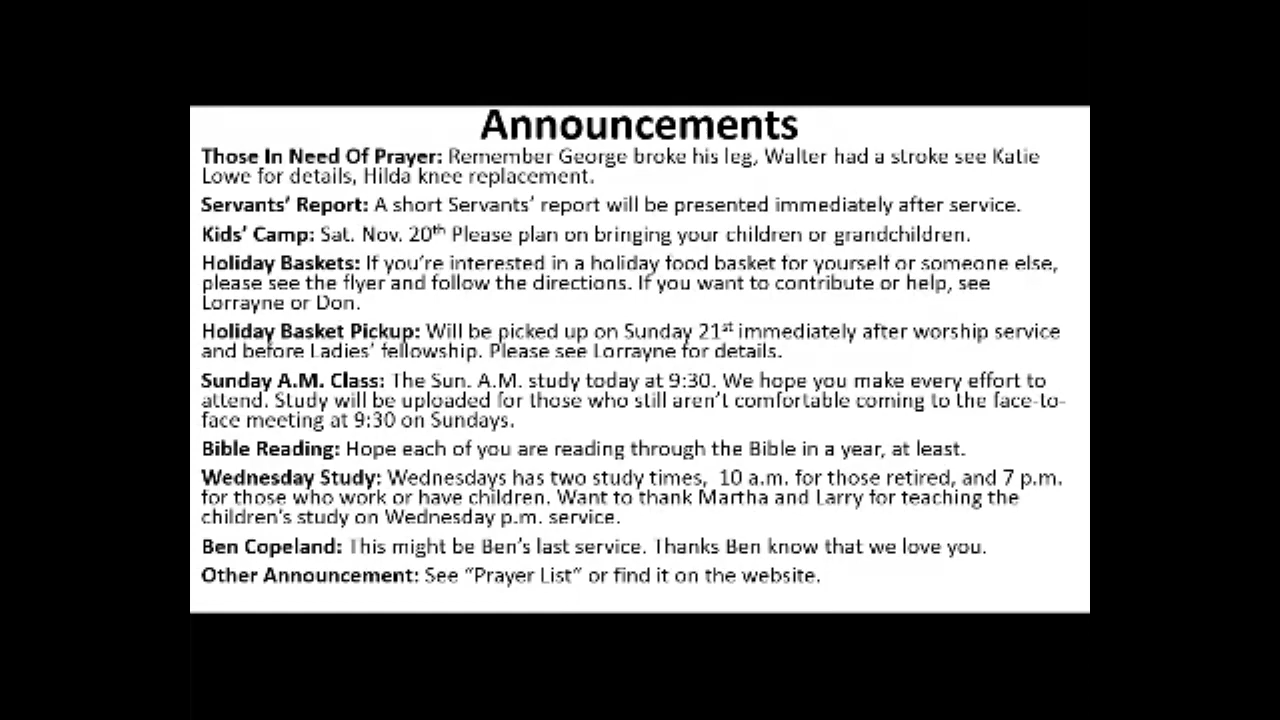 Announcements
Those In Need Of Prayer: Remember George broke his leg, Walter had a stroke see Katie
Lowe for details, Hilda knee replacement.
Servants’ Report: A short Servants’ report will be presented immediately after service.
Kids’ Camp: Sat. Nov. 20th Please plan on bringing your children or grandchildren.
Holiday Baskets: If you’re interested in a holiday food basket for yourself or someone else,
please see the flyer and follow the directions. If you want to contribute or help, see
Lorrayne or Don.
Holiday Basket Pickup: Will be picked up on Sunday 21st immediately after worship service
and before Ladies’ fellowship. Please see Lorrayne for details.
Sunday A.M. Class: The Sun. A.M. study today at 9:30. We hope you make every effort to
attend. Study will be uploaded for those who still aren’t comfortable coming to the face-to-
face meeting at 9:30 on Sundays.
Bible Reading: Hope each of you are reading through the Bible in a year, at least.
Wednesday Study: Wednesdays has two study times,  10 a.m. for those retired, and 7 p.m.
for those who work or have children. Want to thank Martha and Larry for teaching the
children’s study on Wednesday p.m. service.
Ben Copeland: This might be Ben’s last service. Thanks Ben know that we love you.
Other Announcement: See “Prayer List” or find it on the website.